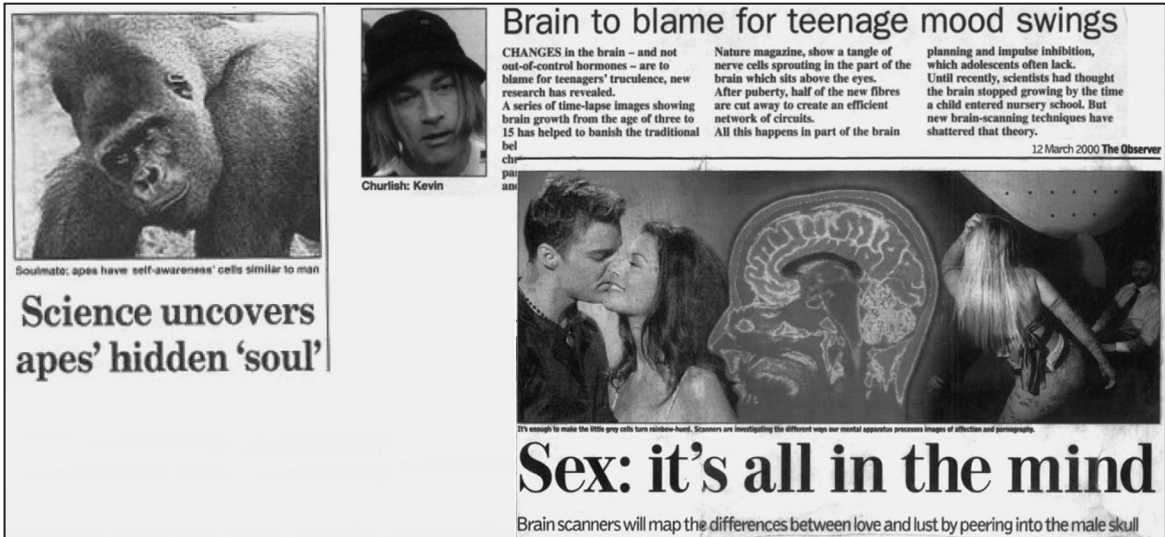 Soulmate: apes have self-awareness' cells similar to man
Science uncovers
apes' hidden 'soul'
Churlish: Kevin
Brain to blame for teenage mood swings
CHANGES in the brain – and not
out-of-control hormones – are to
blame for teenagers' truculence, new
research has revealed.
A series of time-lapse images showing
brain growth from the age of three to
15 has helped to banish the traditional
bel
chr
par
and
Nature magazine, show a tangle of
nerve cells sprouting in the part of the
brain which sits above the eyes.
After puberty, half of the new fibres
are cut away to create an efficient
network of circuits.
All this happens in part of the brain
planning and impulse inhibition,
which adolescents often lack.
Until recently, scientists had thought
the brain stopped growing by the time
a child entered nursery school. But
new brain-scanning techniques have
shattered that theory.
12 March 2000 The Observer
It's enough to make the little grey cells turn rainbow-hued. Scanners are investigating the different ways our mental apparatus processes images of affection and pornography.
Sex: it's all in the mind
Brain scanners will map the differences between love and lust by peering into the male skull